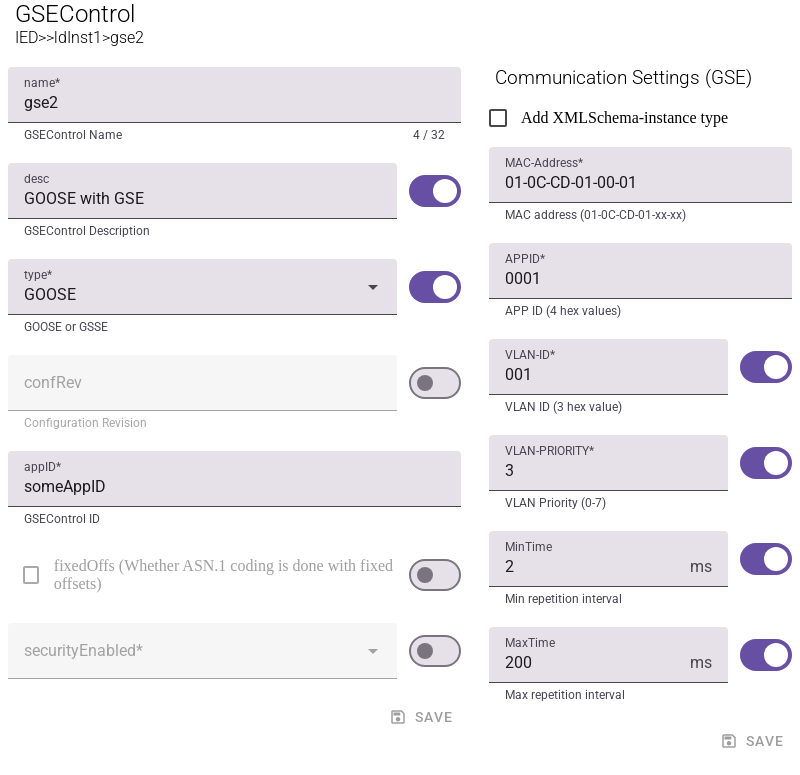 GSEControl
IED>>ldInst1>gse2
name*
gse2
GSEControl Name
4 / 32
desc
GOOSE with GSE
GSEControl Description
type*
GOOSE
GOOSE or GSSE
confRev
Configuration Revision
appID*
someAppID
GSEControl ID
fixedOffs (Whether ASN.1 coding is done with fixed
offsets)
securityEnabled*
SAVE
Communication Settings (GSE)
Add XMLSchema-instance type
MAC-Address*
01-0C-CD-01-00-01
MAC address (01-0C-CD-01-xx-xx)
APPID*
0001
APP ID (4 hex values)
VLAN-ID*
001
VLAN ID (3 hex value)
VLAN-PRIORITY*
3
VLAN Priority (0-7)
MinTime
2 ms
Min repetition interval
MaxTime
200 ms
Max repetition interval
SAVE